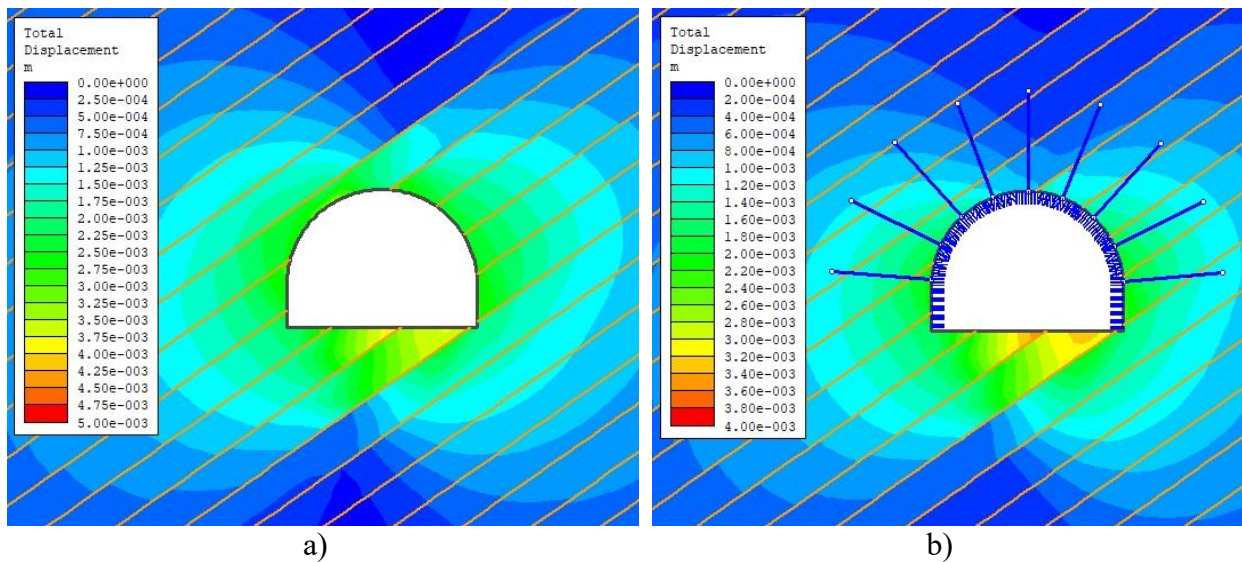 Total
Displacement
m
0.00e+000
2.50e-004
5.00e-004
7.50e-004
1.00e-003
1.25e-003
1.50e-003
1.75e-003
2.00e-003
2.25e-003
2.50e-003
2.75e-003
3.00e-003
3.25e-003
3.50e-003
3.75e-003
4.00e-003
4.25e-003
4.50e-003
4.75e-003
5.00e-003
a)
Total
Displacement
m
0.00e+000
2.00e-004
4.00e-004
6.00e-004
8.00e-004
1.00e-003
1.20e-003
1.40e-003
1.60e-003
1.80e-003
2.00e-003
2.20e-003
2.40e-003
2.60e-003
2.80e-003
3.00e-003
3.20e-003
3.40e-003
3.60e-003
3.80e-003
4.00e-003
b)